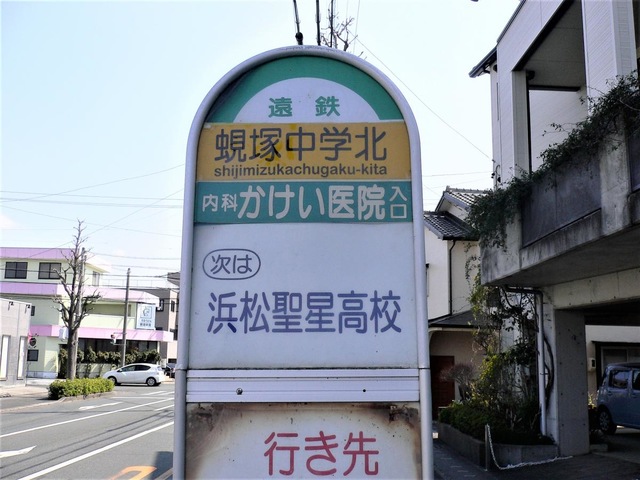 遠鉄
蜆塚中学北
shijimizukachugaku-kita
内科かけい医院入口
次は
浜松聖星高校
行き先